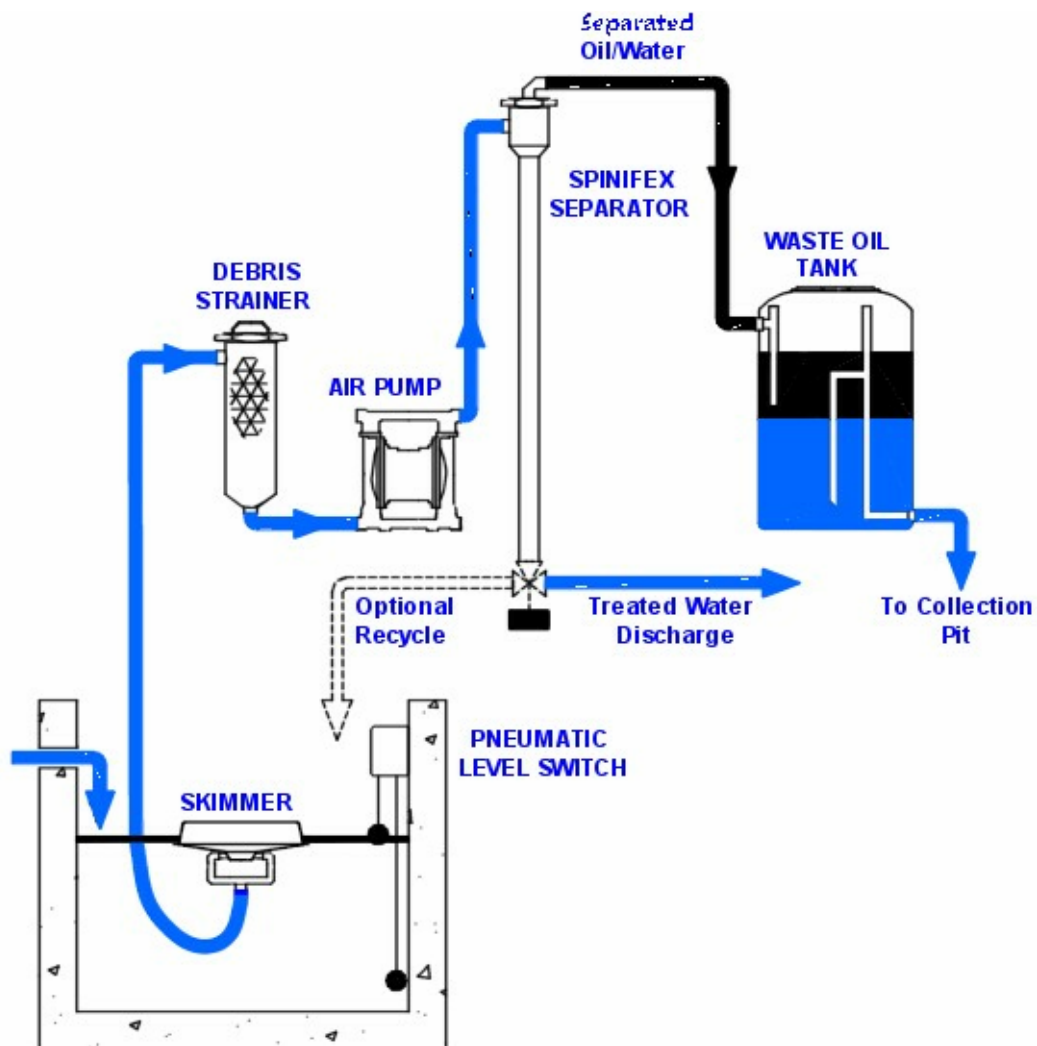 Separated
Oil/Water
SPINIFEX
SEPARATOR
WASTE OIL
TANK
DEBRIS
STRAINER
AIR PUMP
Optional
Recycle
Treated Water
Discharge
To Collection
Pit
PNEUMATIC
LEVEL SWITCH
SKIMMER